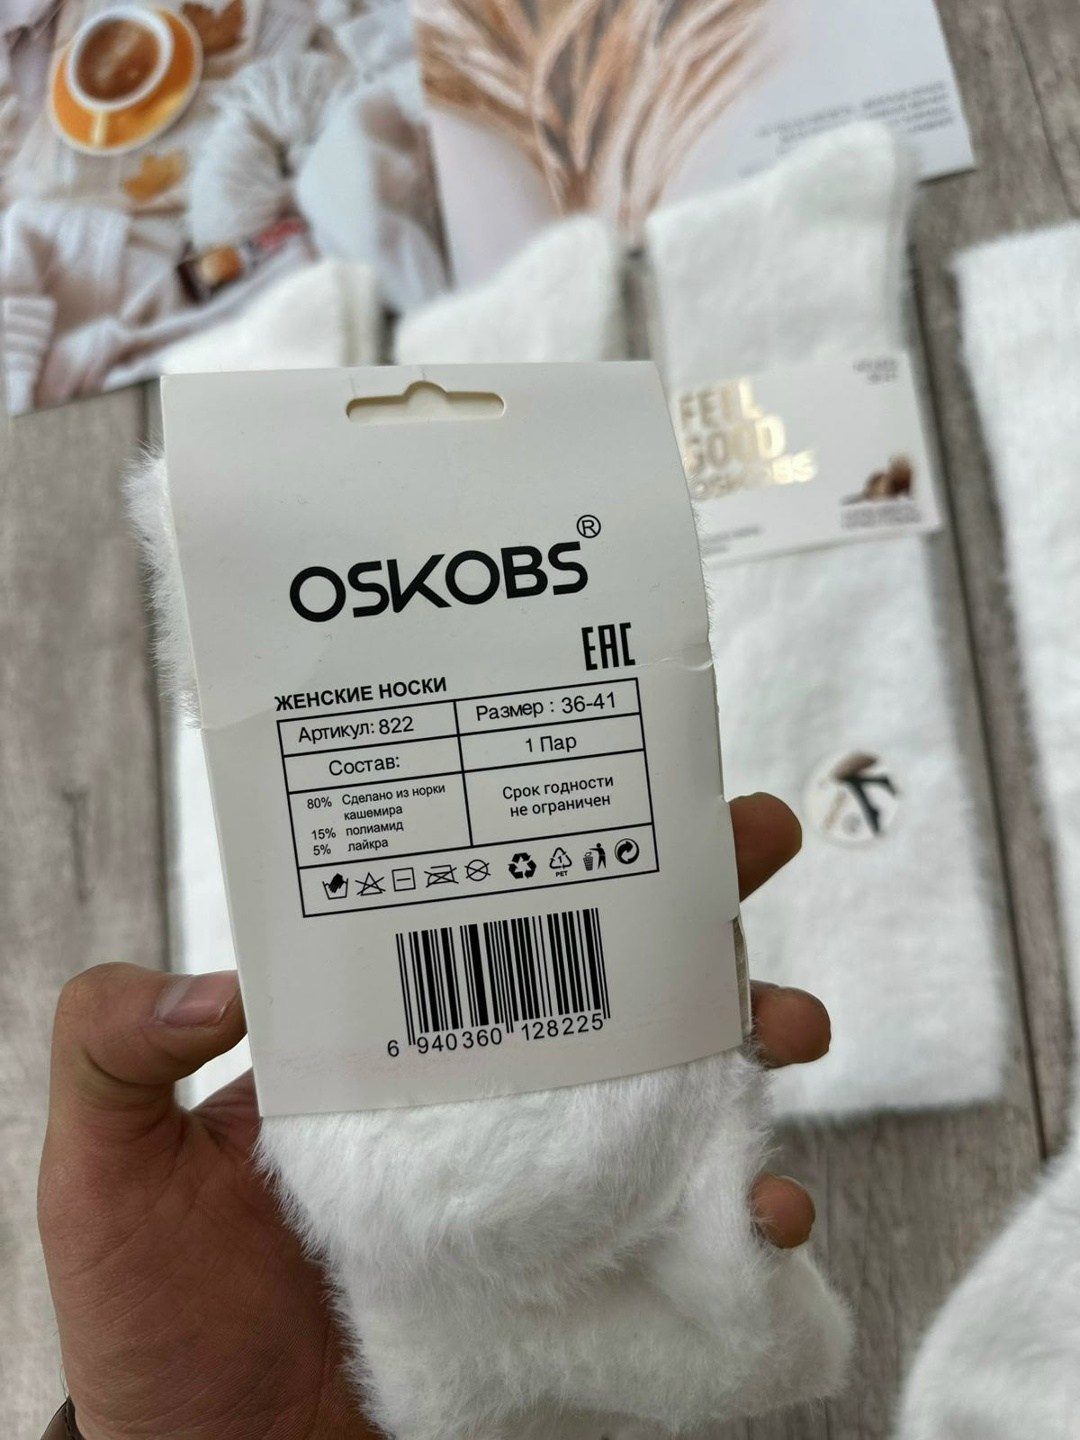 OSKOBS®
EAC
ЖЕНСКИЕ НОСКИ
Артикул: 822
Размер : 36-41
Состав:
1 Пар
80% Сделано из норки
кашемира
15% полиамид
5% лайкра
Срок годности
не ограничен
1
PET
6 940360 128225
FEEL
GOOD
OSKOBS